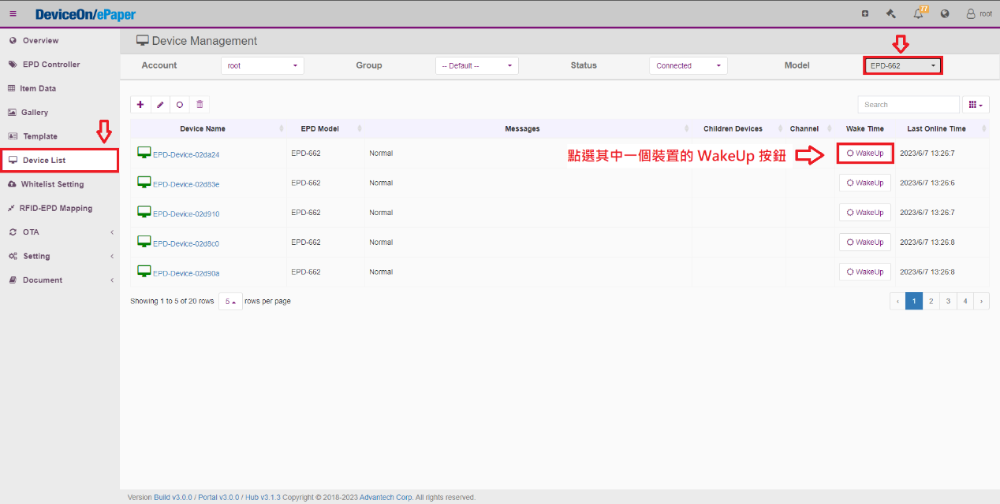 DeviceOn/ePaper
77
root
Overview
EPD Controller
Item Data
Gallery
Template
Device List
Whitelist Setting
RFID-EPD Mapping
OTA
Setting
Document
Device Management
Account root Group -- Default -- Status Connected Model EPD-662
Search
Device Name EPD Model Messages Children Devices Channel Wake Time Last Online Time
EPD-Device-02da24 EPD-662 Normal 點選其中一個裝置的 WakeUp 按鈕 WakeUp 2023/6/7 13:26:7
EPD-Device-02d83e EPD-662 Normal WakeUp 2023/6/7 13:26:6
EPD-Device-02d910 EPD-662 Normal WakeUp 2023/6/7 13:26:7
EPD-Device-02d8c0 EPD-662 Normal WakeUp 2023/6/7 13:26:8
EPD-Device-02d90a EPD-662 Normal WakeUp 2023/6/7 13:26:8
Showing 1 to 5 of 20 rows 5 rows per page ‹ 1 2 3 4 ›
Version Build v3.0.0 / Portal v3.0.0 / Hub v3.1.3 Copyright © 2018-2023 Advantech Corp. All rights reserved.